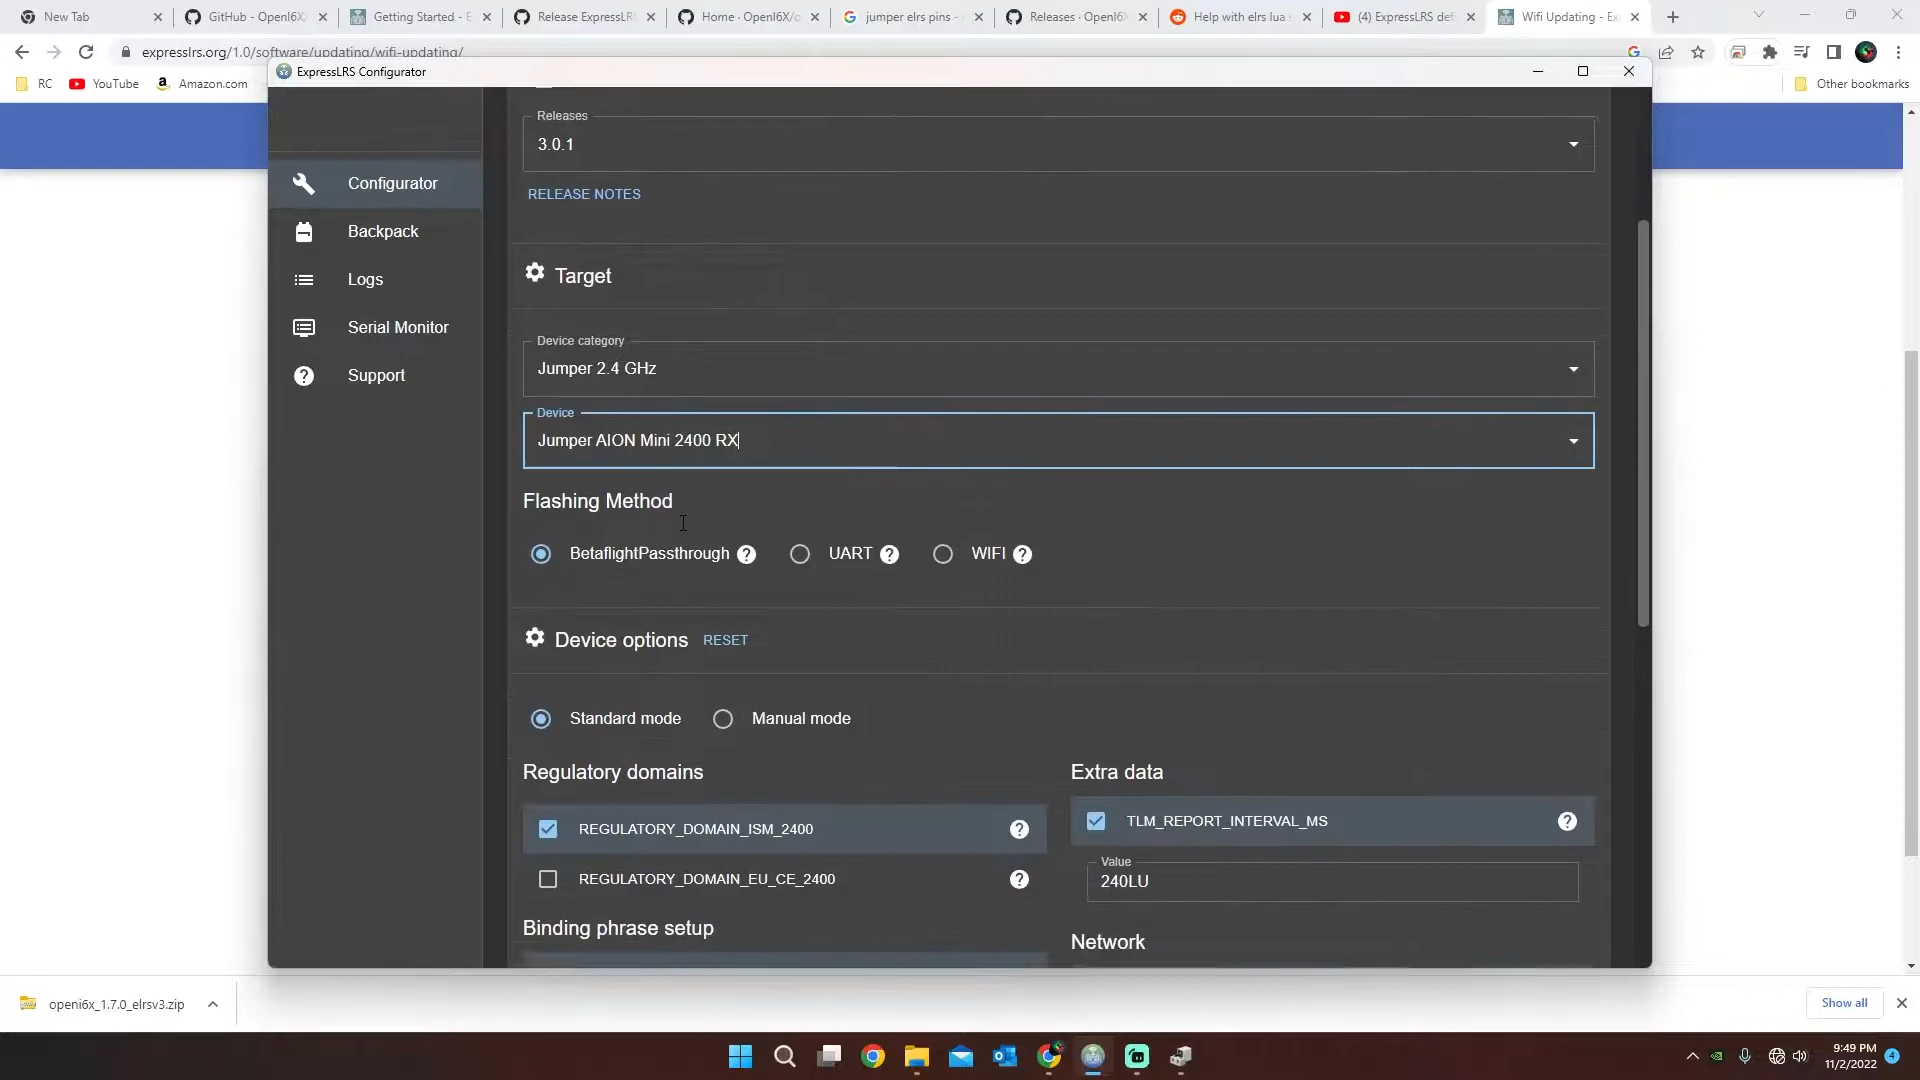 New Tab
GitHub - OpenI6X/
Getting Started - E
Release ExpressLR
Home · OpenI6X/o
jumper elrs pins -
Releases · OpenI6X
Help with elrs lua s
(4) ExpressLRS def
Wifi Updating - Ex
expresslrs.org/1.0/software/updating/wifi-updating/
RC
YouTube
Amazon.com
Other bookmarks
ExpressLRS Configurator
Releases
3.0.1
RELEASE NOTES
Configurator
Backpack
Logs
Serial Monitor
Support
Target
Device category
Jumper 2.4 GHz
Device
Jumper AION Mini 2400 RX
Flashing Method
BetaflightPassthrough ?
UART ?
WIFI ?
Device options RESET
Standard mode
Manual mode
Regulatory domains
REGULATORY_DOMAIN_ISM_2400 ?
REGULATORY_DOMAIN_EU_CE_2400 ?
Binding phrase setup
Extra data
TLM_REPORT_INTERVAL_MS ?
Value
240LU
Network
openi6x_1.7.0_elrsv3.zip
Show all
9:49 PM
11/2/2022
4